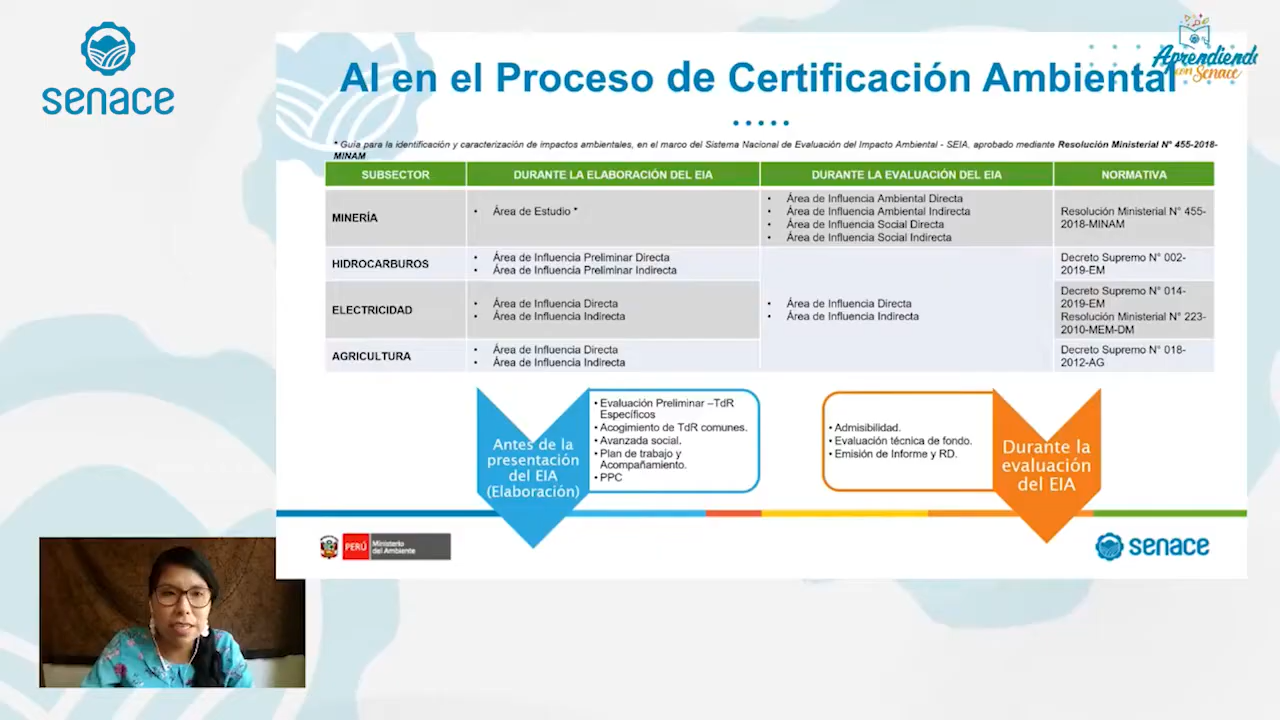 senace
Aprendiendo
con Senace
AI en el Proceso de Certificación Ambiental
* Guía para la identificación y caracterización de impactos ambientales, en el marco del Sistema Nacional de Evaluación del Impacto Ambiental - SEIA, aprobado mediante Resolución Ministerial N° 455-2018-
MINAM
SUBSECTOR
DURANTE LA ELABORACIÓN DEL EIA
DURANTE LA EVALUACIÓN DEL EIA
NORMATIVA
MINERÍA
• Área de Estudio *
• Área de Influencia Ambiental Directa
• Área de Influencia Ambiental Indirecta
• Área de Influencia Social Directa
• Área de Influencia Social Indirecta
Resolución Ministerial N° 455-
2018-MINAM
HIDROCARBUROS
• Área de Influencia Preliminar Directa
• Área de Influencia Preliminar Indirecta
Decreto Supremo N° 002-
2019-EM
ELECTRICIDAD
• Área de Influencia Directa
• Área de Influencia Indirecta
• Área de Influencia Directa
• Área de Influencia Indirecta
Decreto Supremo N° 014-
2019-EM
Resolución Ministerial N° 223-
2010-MEM-DM
AGRICULTURA
• Área de Influencia Directa
• Área de Influencia Indirecta
Decreto Supremo N° 018-
2012-AG
Antes de la
presentación
del EIA
(Elaboración)
• Evaluación Preliminar –TdR
Específicos
• Acogimiento de TdR comunes.
• Avanzada social.
• Plan de trabajo y
Acompañamiento.
• PPC
• Admisibilidad.
• Evaluación técnica de fondo.
• Emisión de Informe y RD.
Durante la
evaluación
del EIA
PERÚ
Ministerio
del Ambiente
senace